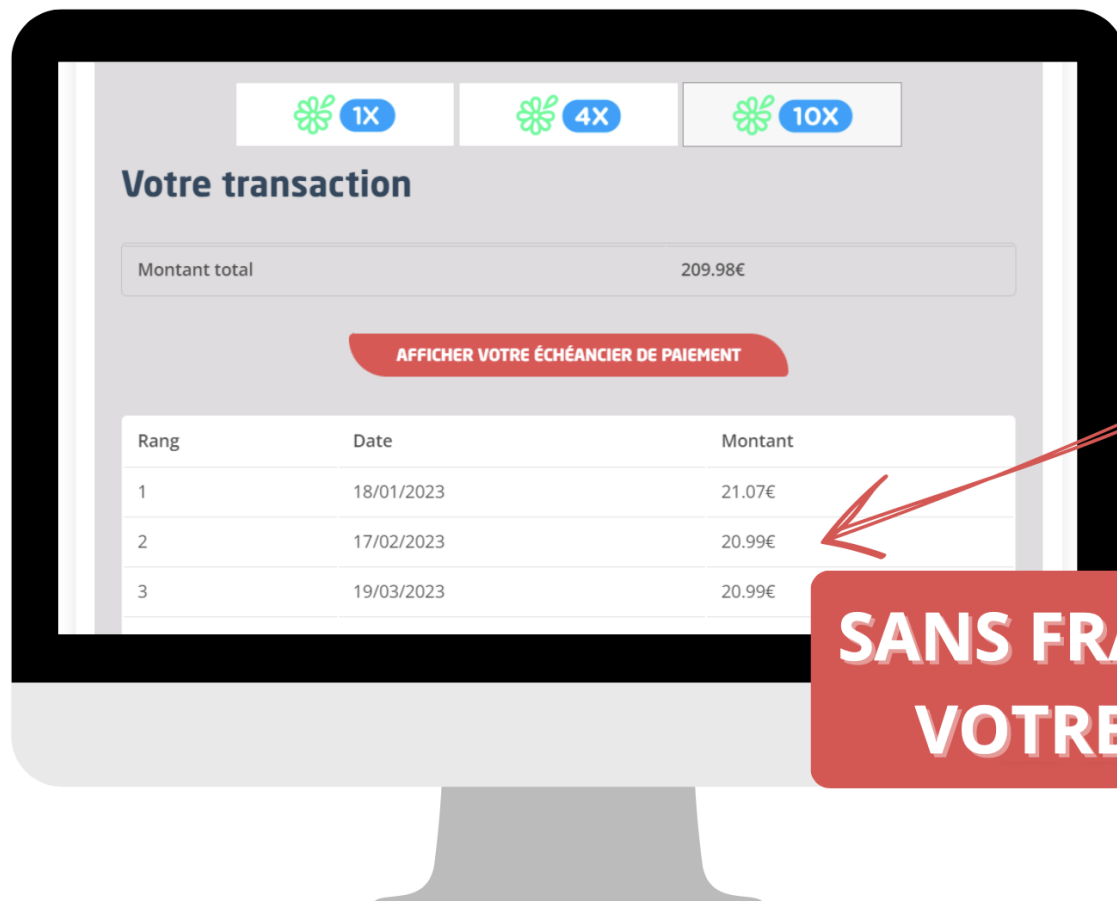 1X 4X 10X
Votre transaction
Montant total 209.98€
AFFICHER VOTRE ÉCHÉANCIER DE PAIEMENT
Rang Date Montant
1 18/01/2023 21.07€
2 17/02/2023 20.99€
3 19/03/2023 20.99€
SANS
VOTRE